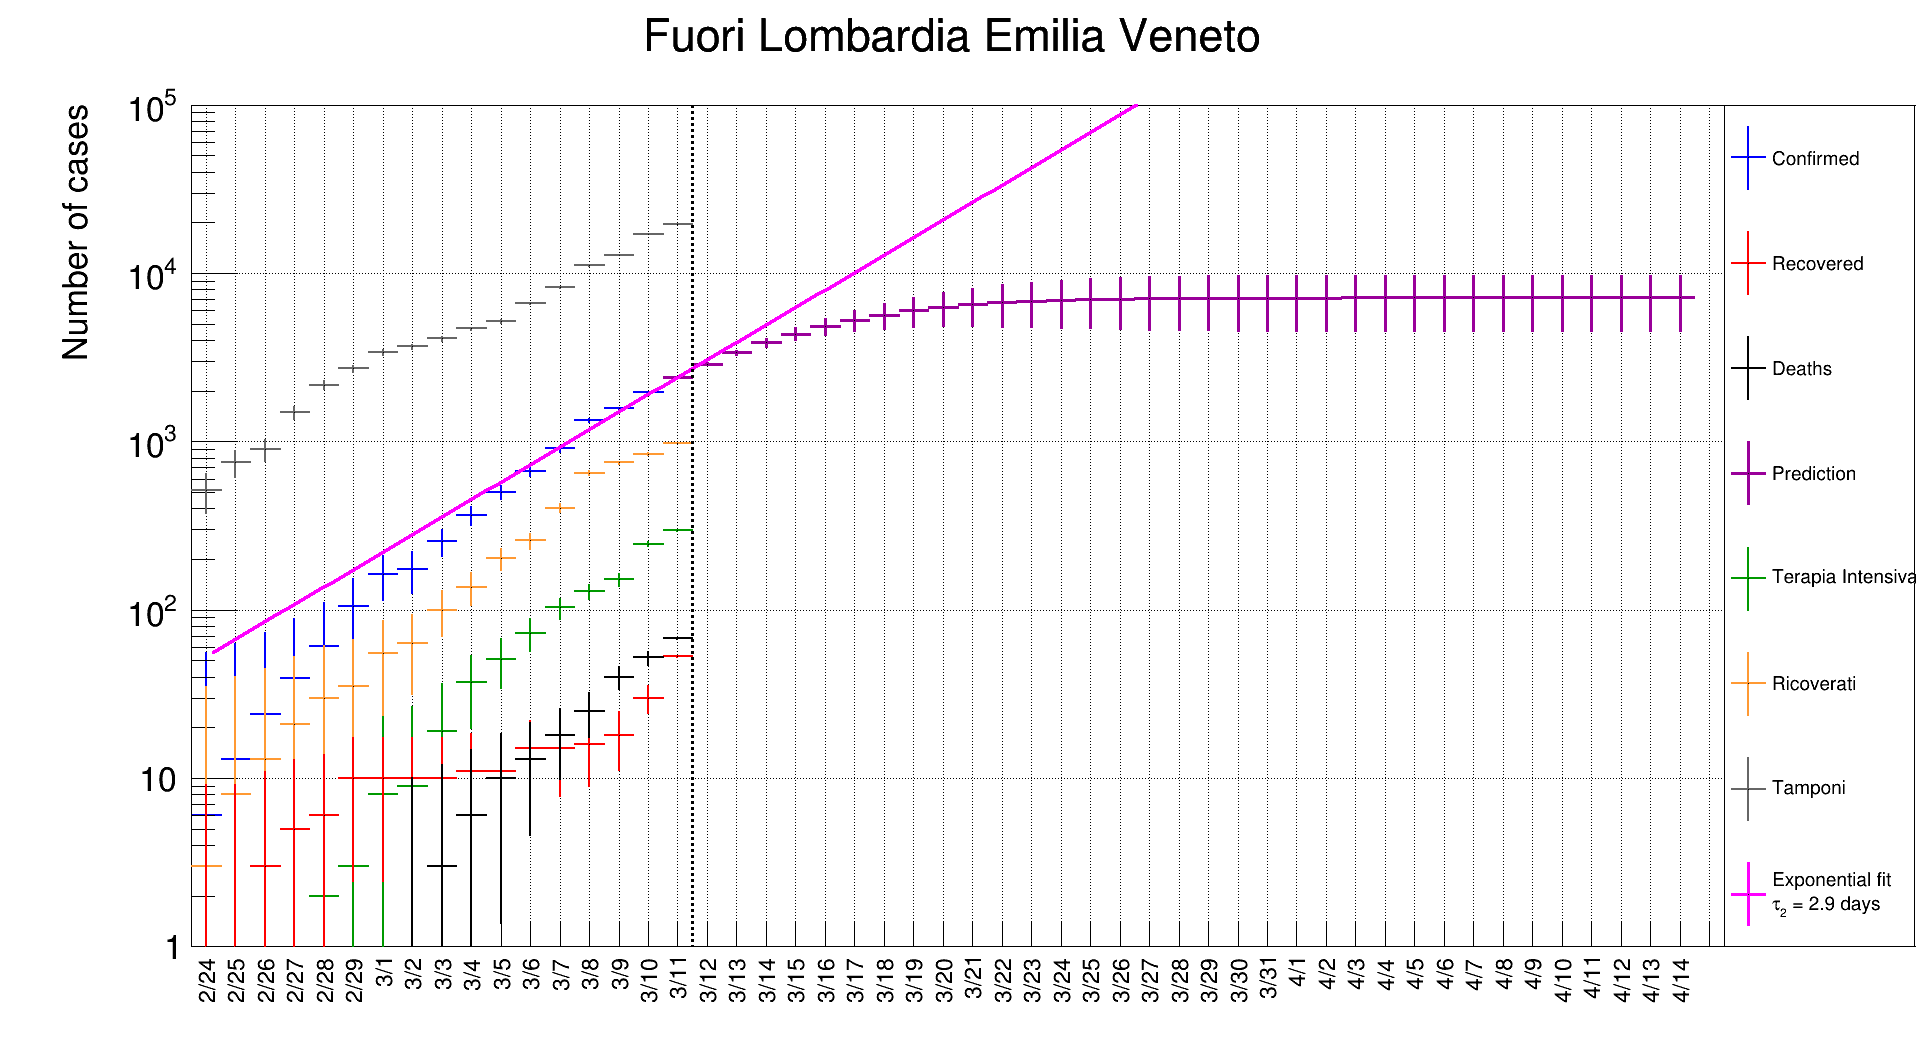 Fuori Lombardia Emilia Veneto
Number of cases
10^5
10^4
10^3
10^2
10
1
2/24 2/25 2/26 2/27 2/28 2/29 3/1 3/2 3/3 3/4 3/5 3/6 3/7 3/8 3/9 3/10 3/11 3/12 3/13 3/14 3/15 3/16 3/17 3/18 3/19 3/20 3/21 3/22 3/23 3/24 3/25 3/26 3/27 3/28 3/29 3/30 3/31 4/1 4/2 4/3 4/4 4/5 4/6 4/7 4/8 4/9 4/10 4/11 4/12 4/13 4/14
Confirmed
Recovered
Deaths
Prediction
Terapia Intensiva
Ricoverati
Tamponi
Exponential fit
τ₂ = 2.9 days